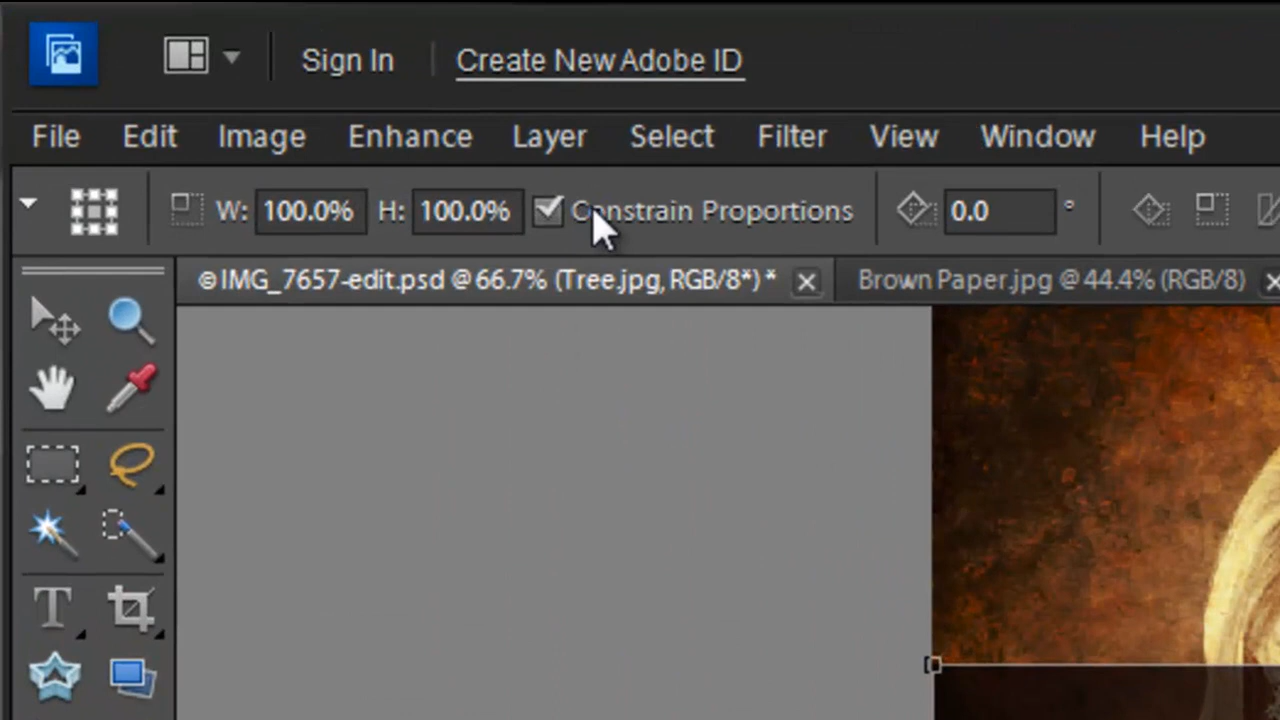 Sign In Create New Adobe ID
File Edit Image Enhance Layer Select Filter View Window Help
W: 100.0% H: 100.0% Constrain Proportions 0.0 °
©IMG_7657-edit.psd @ 66.7% (Tree.jpg, RGB/8*) * Brown Paper.jpg @ 44.4% (RGB/8)
T